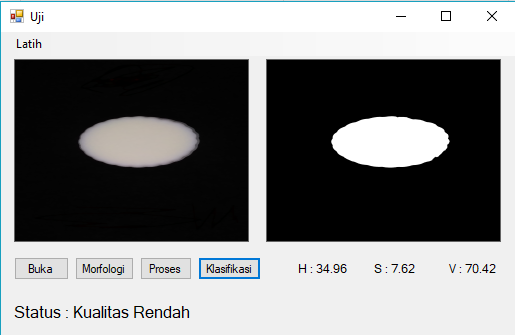 Uji
Latih
Buka Morfologi Proses Klasifikasi H : 34.96 S : 7.62 V : 70.42
Status : Kualitas Rendah